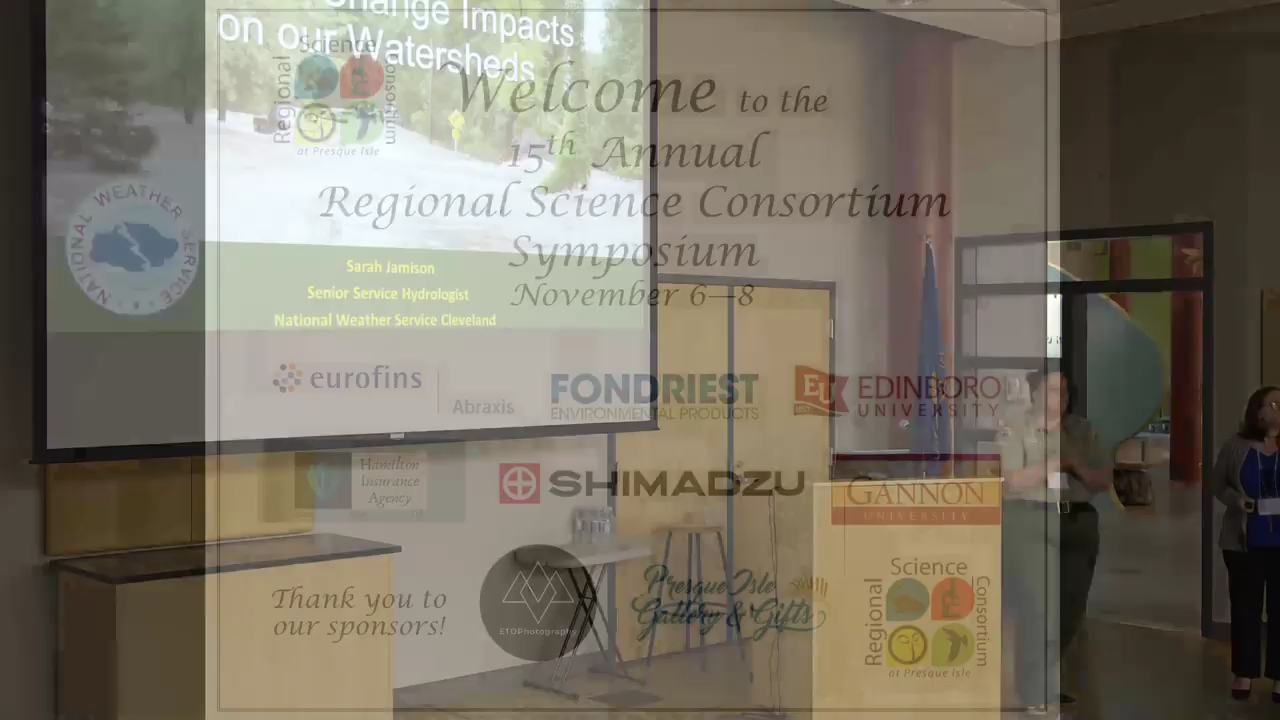 Change Impacts
on our Watersheds
NATIONAL WEATHER SERVICE
Sarah Jamison
Senior Service Hydrologist
National Weather Service Cleveland
Regional Science Consortium
at Presque Isle
Welcome to the
15th Annual
Regional Science Consortium
Symposium
November 6—8
eurofins
Abraxis
FONDRIEST
ENVIRONMENTAL PRODUCTS
EU
EDINBORO
UNIVERSITY
Hamilton
Insurance
Agency
SHIMADZU
GANNON
UNIVERSITY
Thank you to
our sponsors!
ETOPhotography
Presque Isle
Gallery & Gifts
Regional Science Consortium
at Presque Isle